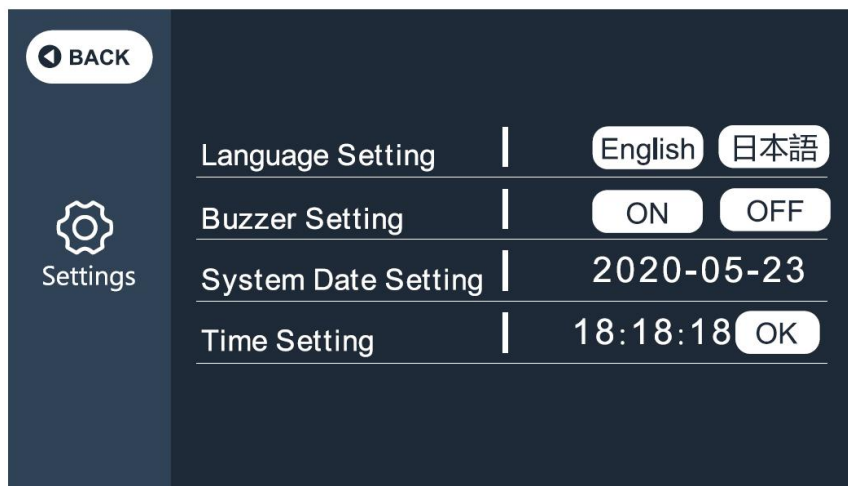 BACK
Language Setting English 日本語
Buzzer Setting ON OFF
Settings
System Date Setting 2020-05-23
Time Setting 18:18:18 OK